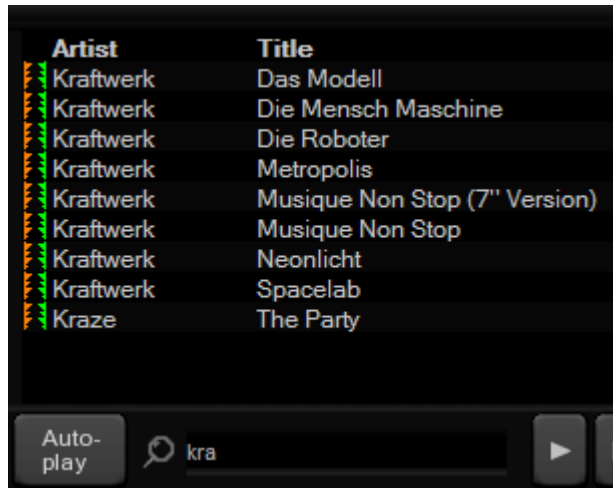 Artist Title
Kraftwerk Das Modell
Kraftwerk Die Mensch Maschine
Kraftwerk Die Roboter
Kraftwerk Metropolis
Kraftwerk Musique Non Stop (7'' Version)
Kraftwerk Musique Non Stop
Kraftwerk Neonlicht
Kraftwerk Spacelab
Kraze The Party
Auto-
play
kra